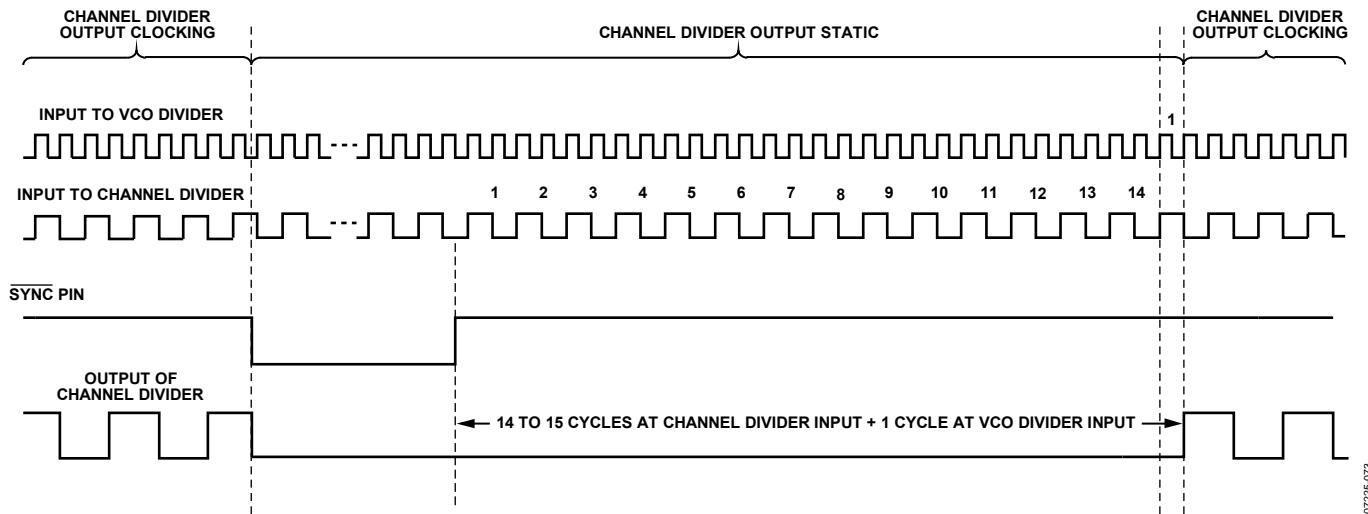 CHANNEL DIVIDER
OUTPUT CLOCKING
CHANNEL DIVIDER OUTPUT STATIC
CHANNEL DIVIDER
OUTPUT CLOCKING
INPUT TO VCO DIVIDER
1
INPUT TO CHANNEL DIVIDER
1 2 3 4 5 6 7 8 9 10 11 12 13 14
SYNC PIN
OUTPUT OF
CHANNEL DIVIDER
14 TO 15 CYCLES AT CHANNEL DIVIDER INPUT + 1 CYCLE AT VCO DIVIDER INPUT
07225-073